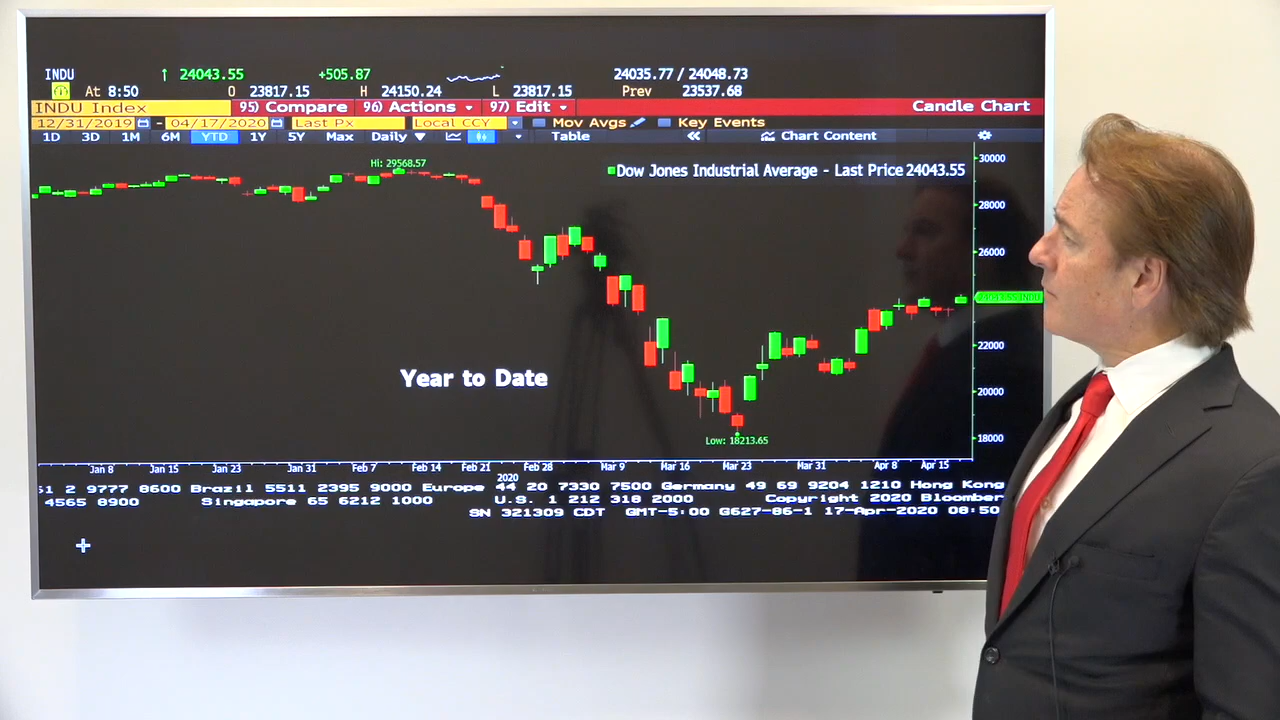 INDU ↑ 24043.55 +505.87 24035.77 / 24048.73
At 8:50 O 23817.15 H 24150.24 L 23817.15 Prev 23537.68
INDU Index 95) Compare 96) Actions 97) Edit Candle Chart
12/31/2019 - 04/17/2020 Last Px Local CCY Mov Avgs Key Events
1D 3D 1M 6M YTD 1Y 5Y Max Daily ▼ Table « Chart Content
Hi: 29568.57
Dow Jones Industrial Average - Last Price 24043.55
30000
28000
26000
24043.55 INDU
22000
20000
18000
Year to Date
Low: 18213.65
Jan 8 Jan 15 Jan 23 Jan 31 Feb 7 Feb 14 Feb 21 Feb 28 Mar 9 Mar 16 Mar 23 Mar 31 Apr 8 Apr 15
2020
61 2 9777 8600 Brazil 5511 2395 9000 Europe 44 20 7330 7500 Germany 49 69 9204 1210 Hong Kong
4565 8900 Singapore 65 6212 1000 U.S. 1 212 318 2000 Copyright 2020 Bloomber
SN 321309 CDT GMT-5:00 G627-86-1 17-Apr-2020 08:50